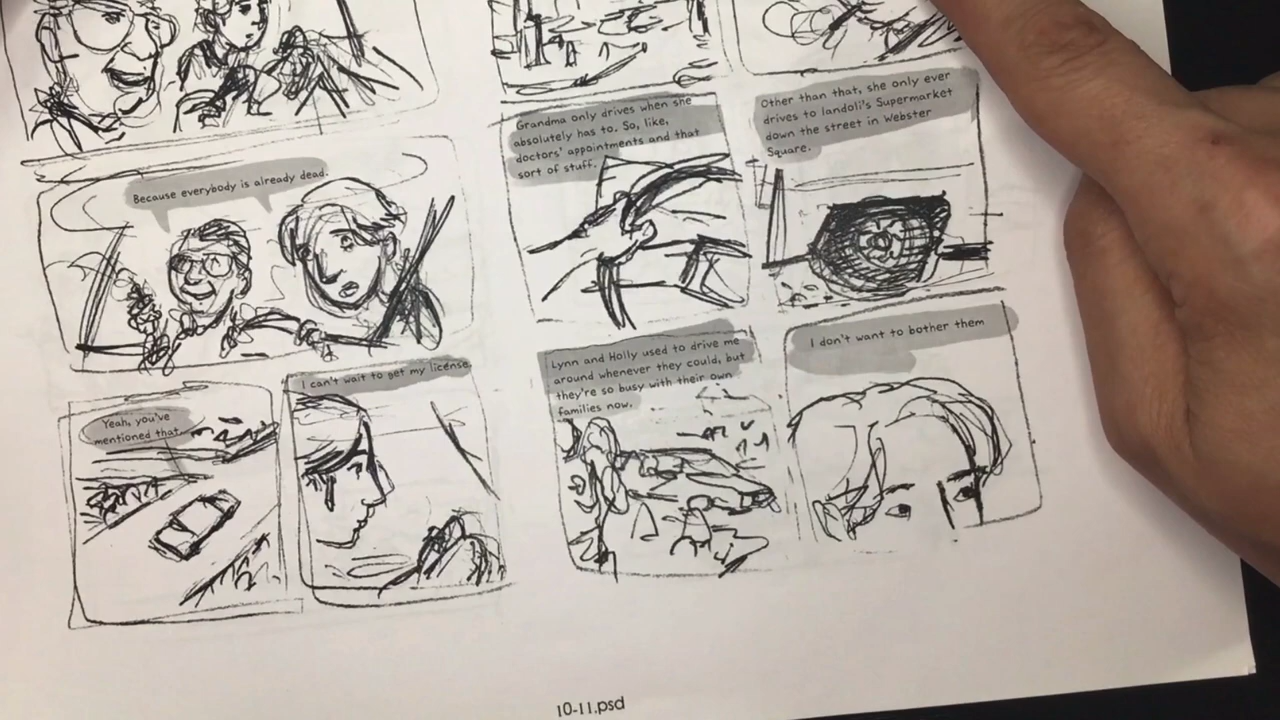 Because everybody is already dead.
Yeah, you've
mentioned that.
I can't wait to get my license.
Grandma only drives when she
absolutely has to. So, like,
doctors' appointments and that
sort of stuff.
Other than that, she only ever
drives to Iandoli's Supermarket
down the street in Webster
Square.
Lynn and Holly used to drive me
around whenever they could, but
they're so busy with their own
families now.
I don't want to bother them
10-11.psd